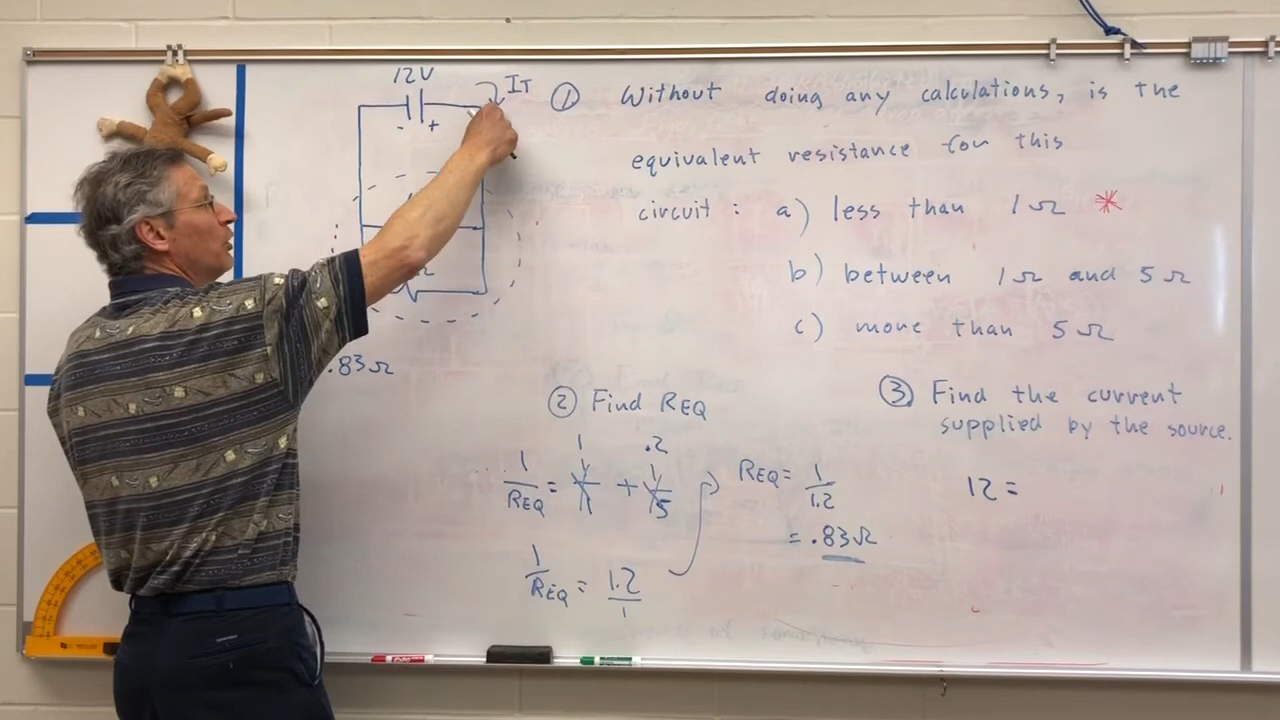 12V
- +
IT
① Without doing any calculations, is the
equivalent resistance for this
circuit: a) less than 1Ω *
b) between 1Ω and 5Ω
c) more than 5Ω
Ω
.83Ω
② Find REQ
1 .2
1/REQ = 1/1 + 1/5
1/REQ = 1.2/1
REQ = 1/1.2
= .83Ω
③ Find the current
supplied by the source.
12 =